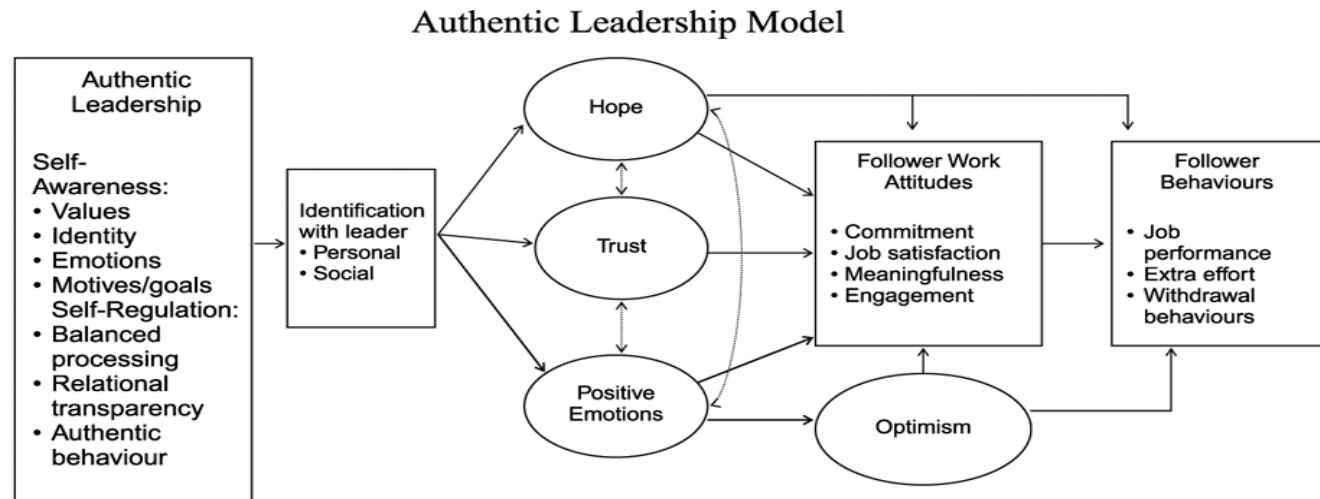 Authentic Leadership Model
Authentic
Leadership
Self-
Awareness:
• Values
• Identity
• Emotions
• Motives/goals
Self-Regulation:
• Balanced
processing
• Relational
transparency
• Authentic
behaviour
Identification
with leader
• Personal
• Social
Hope
Trust
Positive
Emotions
Follower Work
Attitudes
• Commitment
• Job satisfaction
• Meaningfulness
• Engagement
Optimism
Follower
Behaviours
• Job
performance
• Extra effort
• Withdrawal
behaviours